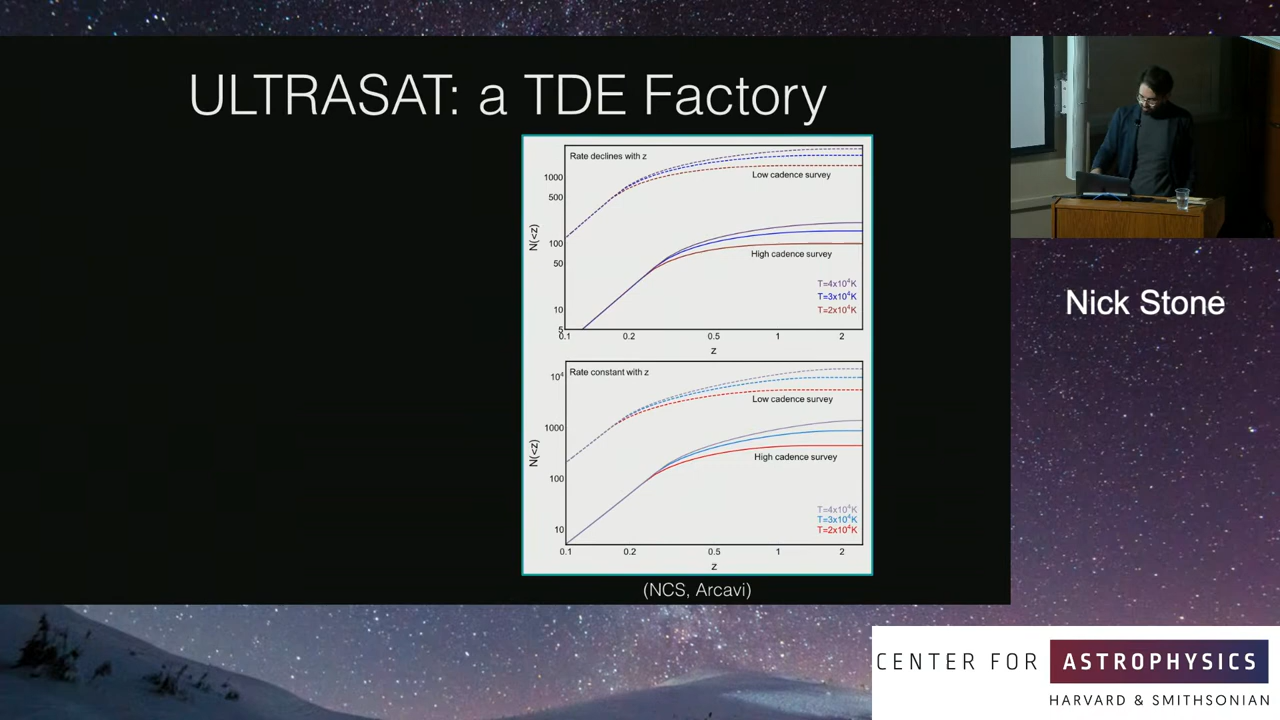 ULTRASAT: a TDE Factory
Rate declines with z
1000
500
100
50
10
5
N(<z)
Low cadence survey
High cadence survey
T=4x10⁴K
T=3x10⁴K
T=2x10⁴K
0.1 0.2 0.5 1 2
z
Rate constant with z
10⁴
1000
100
10
N(<z)
Low cadence survey
High cadence survey
T=4x10⁴K
T=3x10⁴K
T=2x10⁴K
0.1 0.2 0.5 1 2
z
(NCS, Arcavi)
Nick Stone
CENTER FOR ASTROPHYSICS
HARVARD & SMITHSONIAN